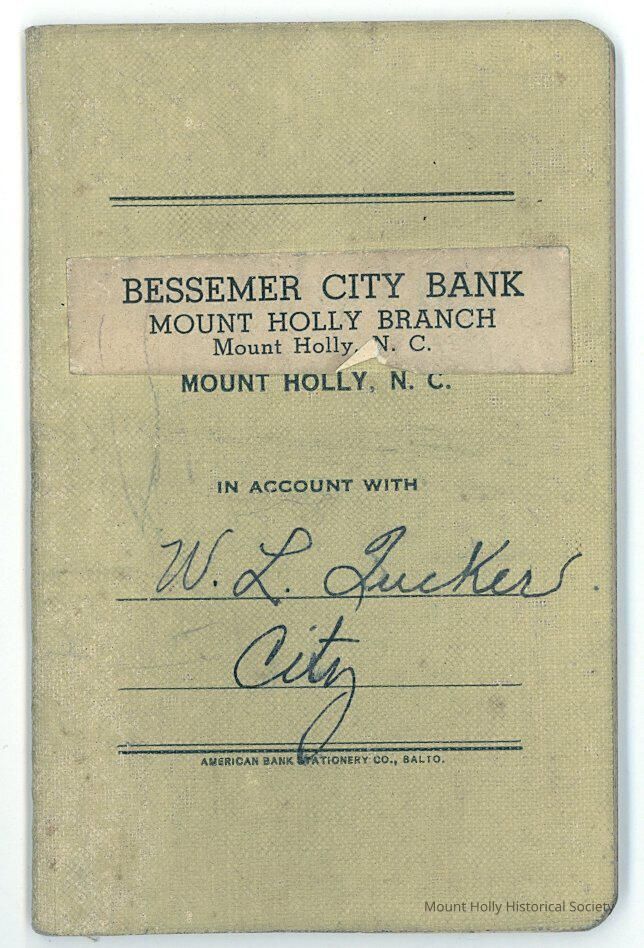 BESSEMER CITY BANK
MOUNT HOLLY BRANCH
Mount Holly, N. C.
MOUNT HOLLY, N. C.
IN ACCOUNT WITH
W. L. Tucker.
City
AMERICAN BANK STATIONERY CO., BALTO.
Mount Holly Historical Society